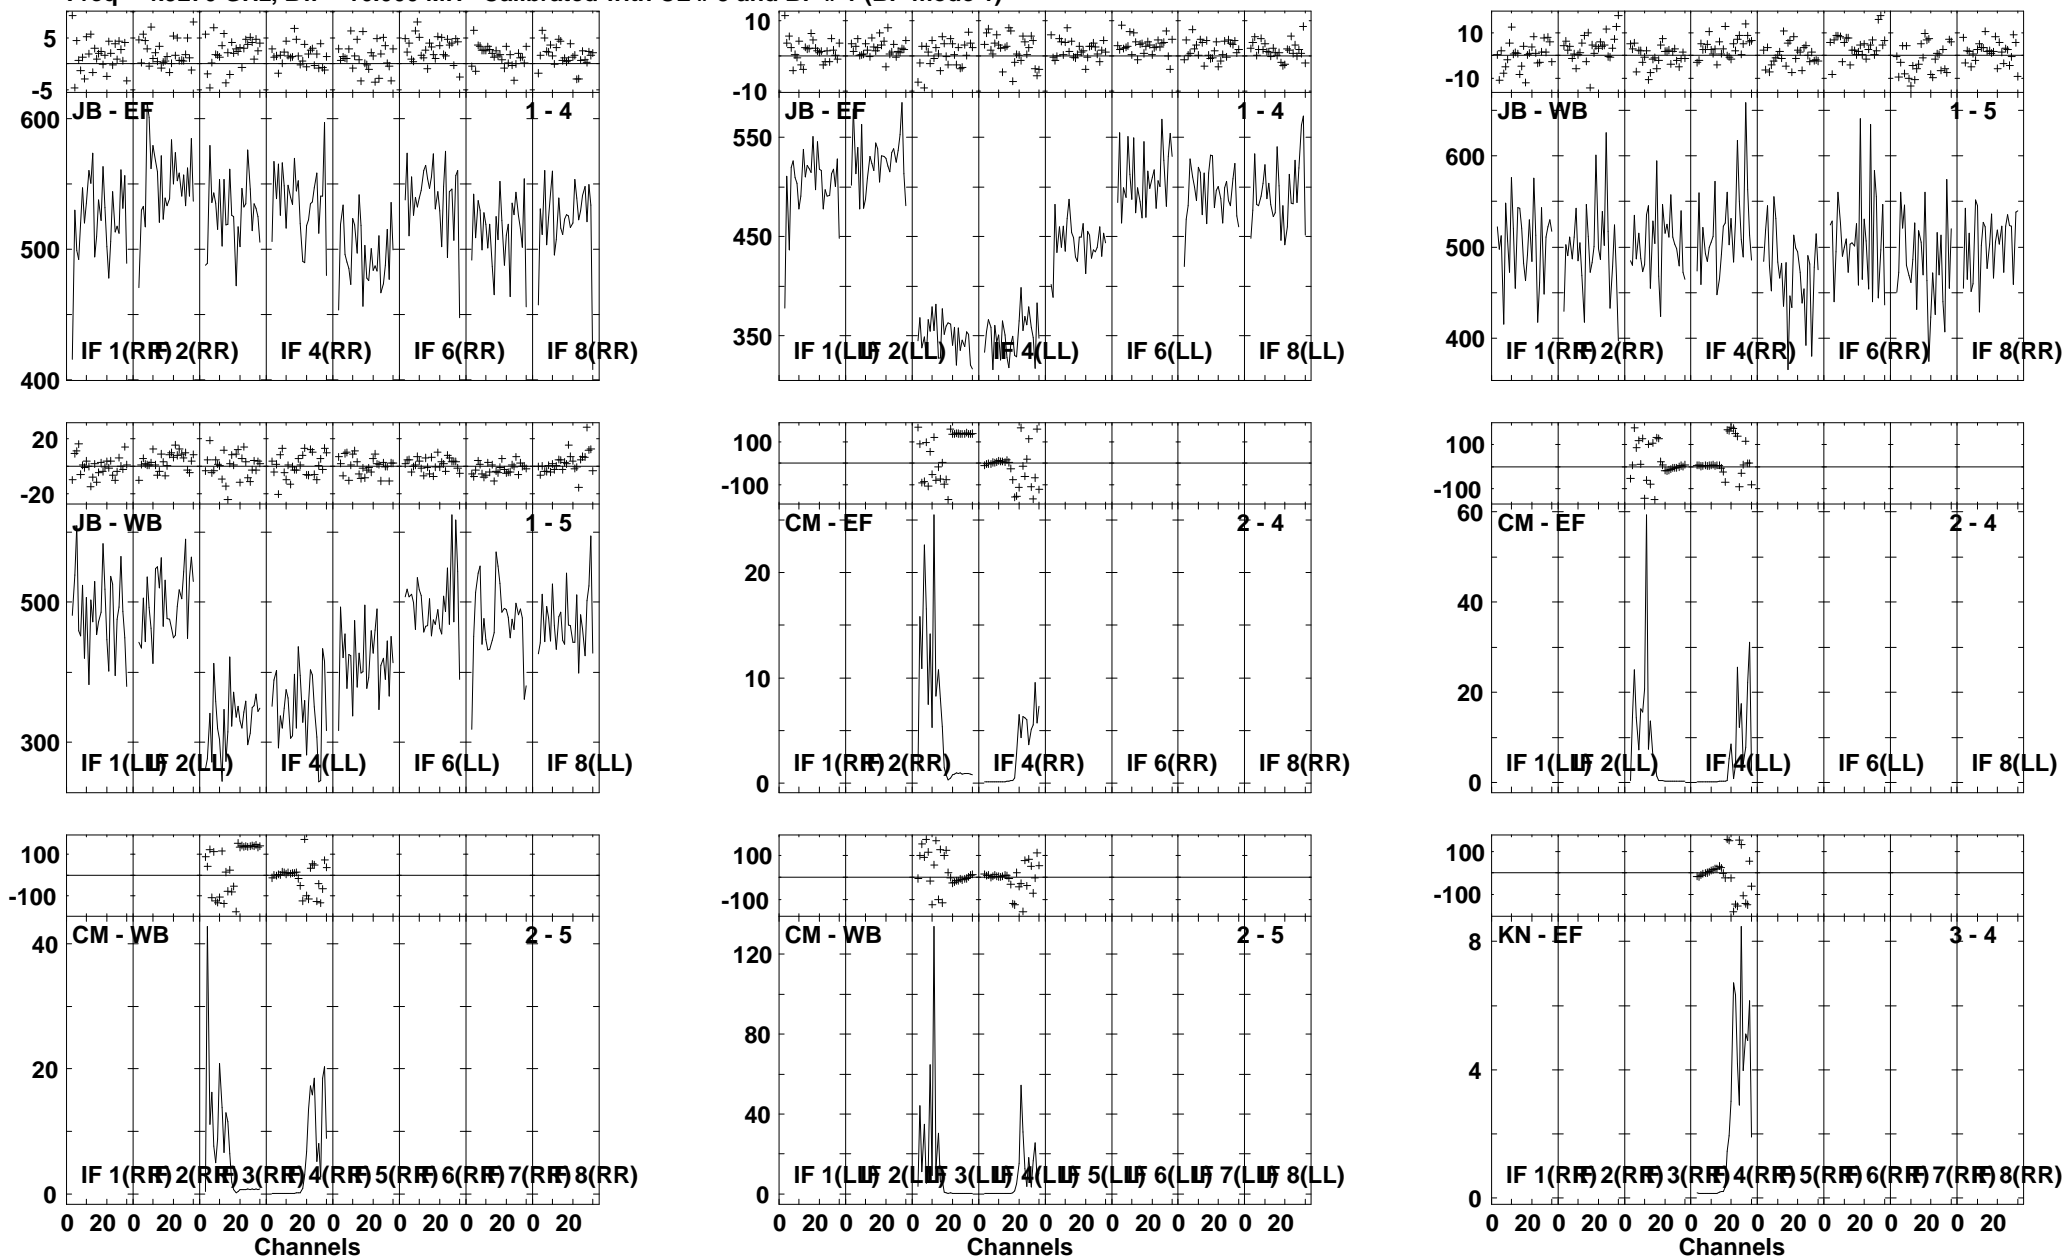 5
-5
600
500
400
JB - EF
1 - 4
IF 1(RR)
IF 2(RR)
IF 4(RR)
IF 6(RR)
IF 8(RR)
10
-10
550
450
350
JB - EF
1 - 4
IF 1(LL)
IF 2(LL)
IF 4(LL)
IF 6(LL)
IF 8(LL)
10
-10
600
500
400
JB - WB
1 - 5
IF 1(RR)
IF 2(RR)
IF 4(RR)
IF 6(RR)
IF 8(RR)
20
-20
500
300
JB - WB
1 - 5
IF 1(LL)
IF 2(LL)
IF 4(LL)
IF 6(LL)
IF 8(LL)
100
-100
20
10
0
CM - EF
2 - 4
IF 1(RR)
IF 2(RR)
IF 4(RR)
IF 6(RR)
IF 8(RR)
100
-100
60
40
20
0
CM - EF
2 - 4
IF 1(LL)
IF 2(LL)
IF 4(LL)
IF 6(LL)
IF 8(LL)
100
-100
40
20
0
CM - WB
2 - 5
IF 1(RR)
IF 2(RR)
IF 3(RR)
IF 4(RR)
IF 5(RR)
IF 6(RR)
IF 7(RR)
IF 8(RR)
0 20 0 20 0 20 0 20 0 20 0 20 0 20 0 20
Channels
100
-100
120
80
40
0
CM - WB
2 - 5
IF 1(LL)
IF 2(LL)
IF 3(LL)
IF 4(LL)
IF 5(LL)
IF 6(LL)
IF 7(LL)
IF 8(LL)
0 20 0 20 0 20 0 20 0 20 0 20 0 20 0 20
Channels
100
-100
8
4
0
KN - EF
3 - 4
IF 1(RR)
IF 2(RR)
IF 3(RR)
IF 4(RR)
IF 5(RR)
IF 6(RR)
IF 7(RR)
IF 8(RR)
0 20 0 20 0 20 0 20 0 20 0 20 0 20 0 20
Channels